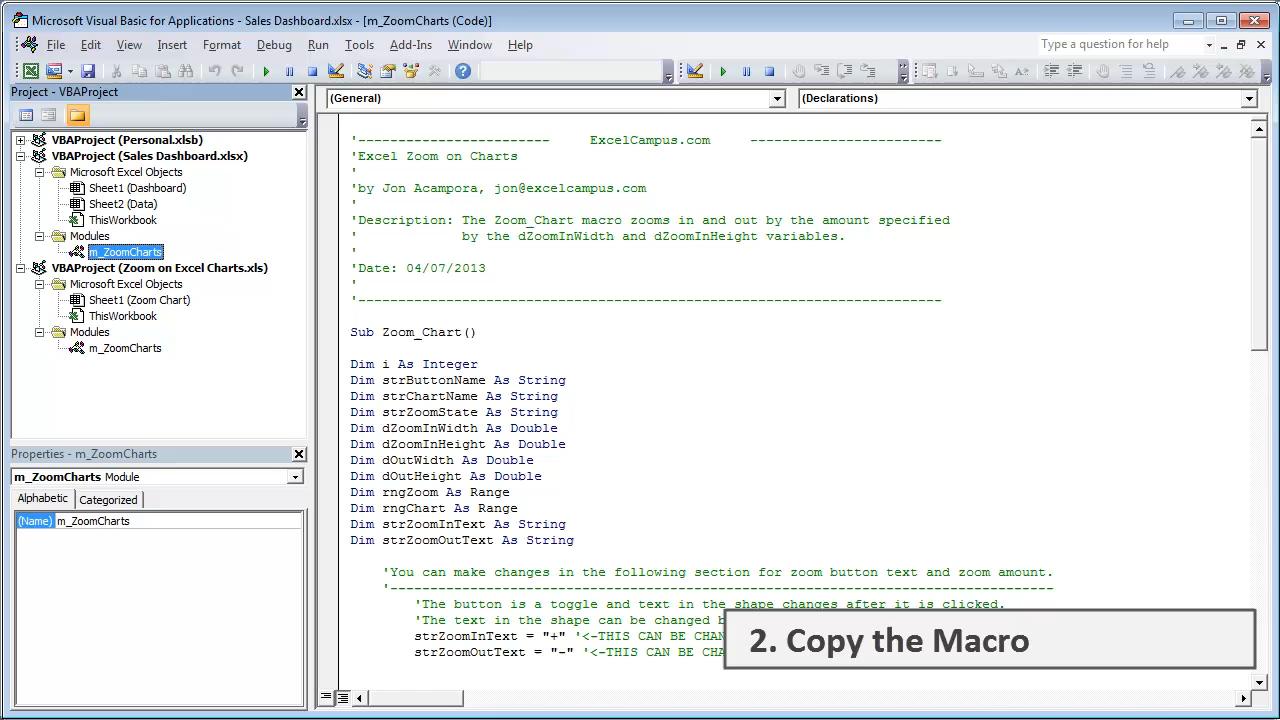 Microsoft Visual Basic for Applications - Sales Dashboard.xlsx - [m_ZoomCharts (Code)]
File Edit View Insert Format Debug Run Tools Add-Ins Window Help
Type a question for help
Project - VBAProject
(General)
(Declarations)
VBAProject (Personal.xlsb)
VBAProject (Sales Dashboard.xlsx)
Microsoft Excel Objects
Sheet1 (Dashboard)
Sheet2 (Data)
ThisWorkbook
Modules
m_ZoomCharts
VBAProject (Zoom on Excel Charts.xls)
Microsoft Excel Objects
Sheet1 (Zoom Chart)
ThisWorkbook
Modules
m_ZoomCharts
Properties - m_ZoomCharts
m_ZoomCharts Module
Alphabetic Categorized
(Name) m_ZoomCharts
'------------------------ ExcelCampus.com ------------------------
'Excel Zoom on Charts
'
'by Jon Acampora, jon@excelcampus.com
'
'Description: The Zoom_Chart macro zooms in and out by the amount specified
' by the dZoomInWidth and dZoomInHeight variables.
'
'Date: 04/07/2013
'
'-------------------------------------------------------------------------
Sub Zoom_Chart()
Dim i As Integer
Dim strButtonName As String
Dim strChartName As String
Dim strZoomState As String
Dim dZoomInWidth As Double
Dim dZoomInHeight As Double
Dim dOutWidth As Double
Dim dOutHeight As Double
Dim rngZoom As Range
Dim rngChart As Range
Dim strZoomInText As String
Dim strZoomOutText As String
'You can make changes in the following section for zoom button text and zoom amount.
'-----------------------------------------------------------------------------------
'The button is a toggle and text in the shape changes after it is clicked.
'The text in the shape can be changed
strZoomInText = "+" '<-THIS CAN BE
strZoomOutText = "-" '<-THIS CAN BE
2. Copy the Macro